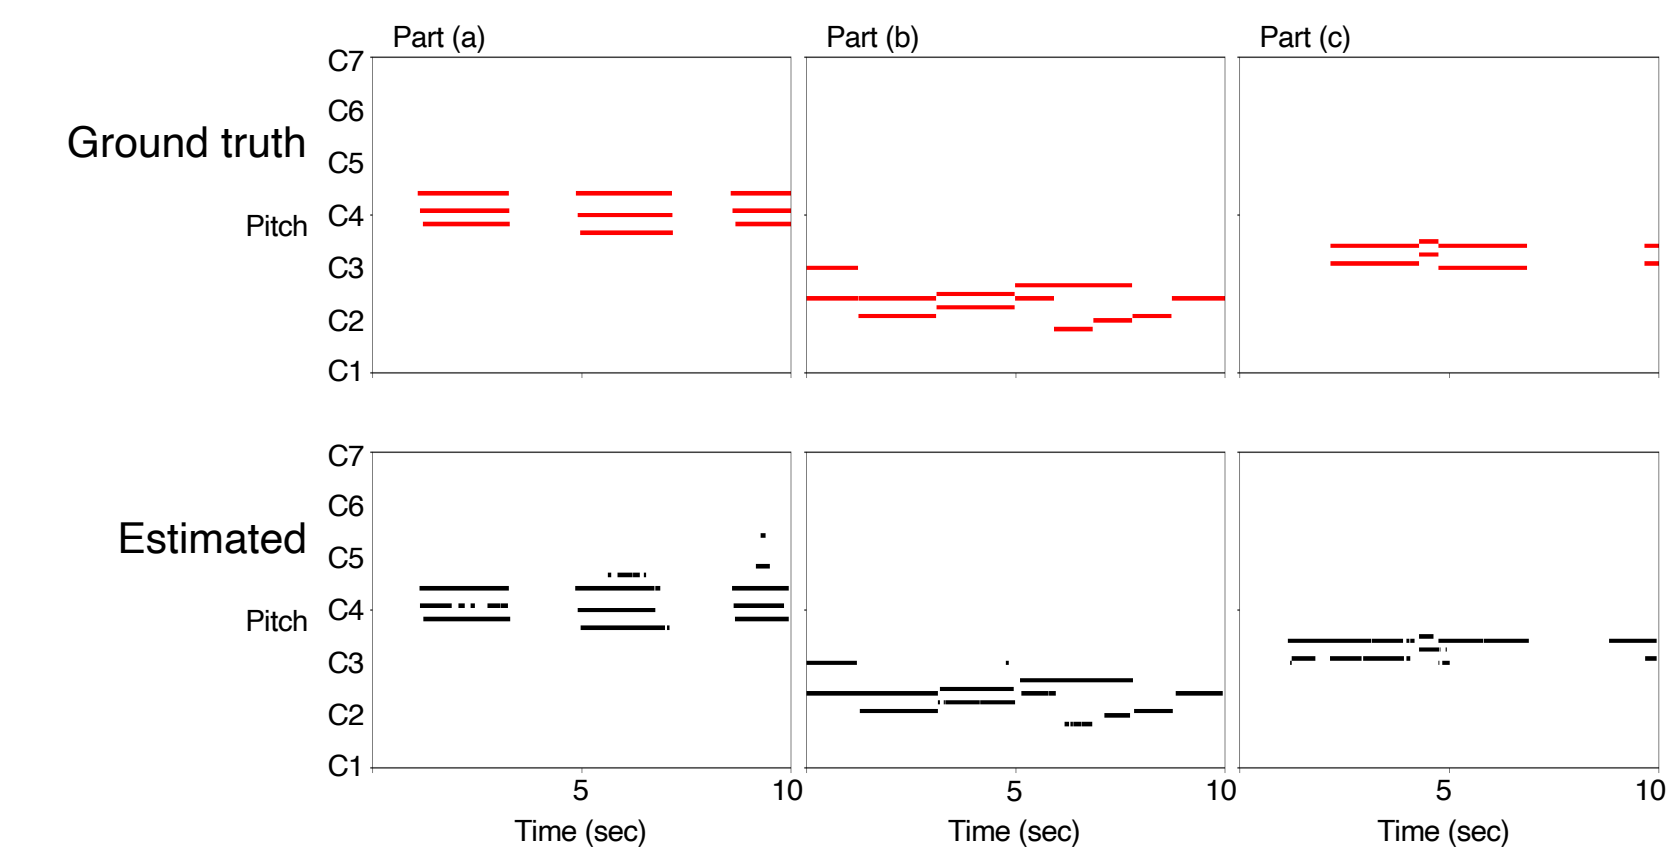 Part (a) Part (b) Part (c)
C7
C6
Ground truth
C5
C4
Pitch
C3
C2
C1
C7
C6
Estimated
C5
C4
Pitch
C3
C2
C1
5 10 5 10 5 10
Time (sec) Time (sec) Time (sec)